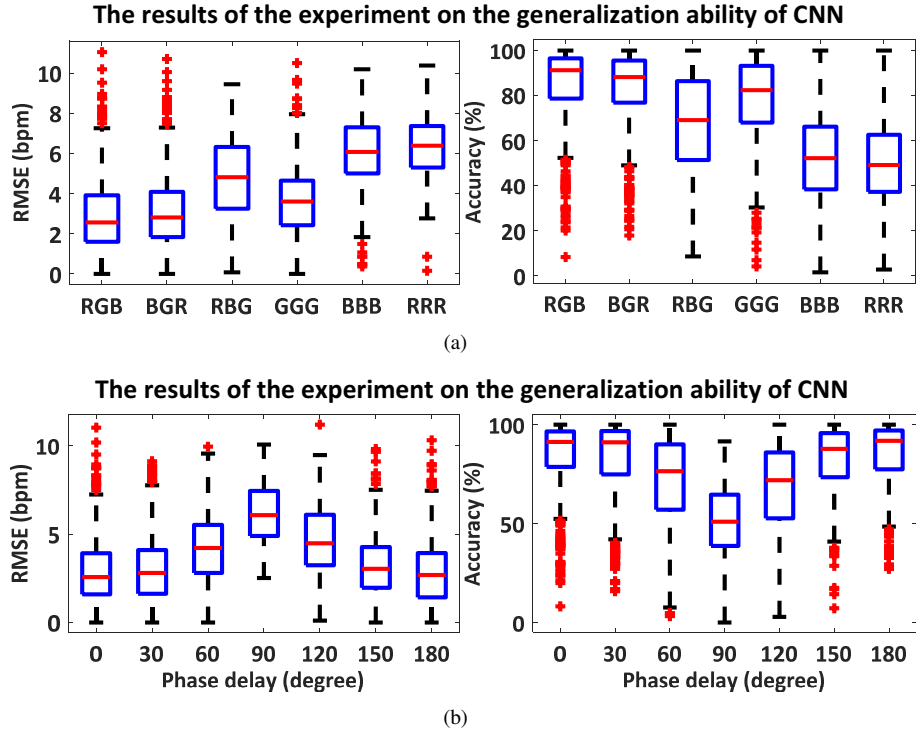 The results of the experiment on the generalization ability of CNN
RMSE (bpm)
10
8
6
4
2
0
RGB BGR RBG GGG BBB RRR
Accuracy (%)
100
80
60
40
20
0
RGB BGR RBG GGG BBB RRR
(a)
The results of the experiment on the generalization ability of CNN
RMSE (bpm)
10
5
0
0 30 60 90 120 150 180
Phase delay (degree)
Accuracy (%)
100
50
0
0 30 60 90 120 150 180
Phase delay (degree)
(b)